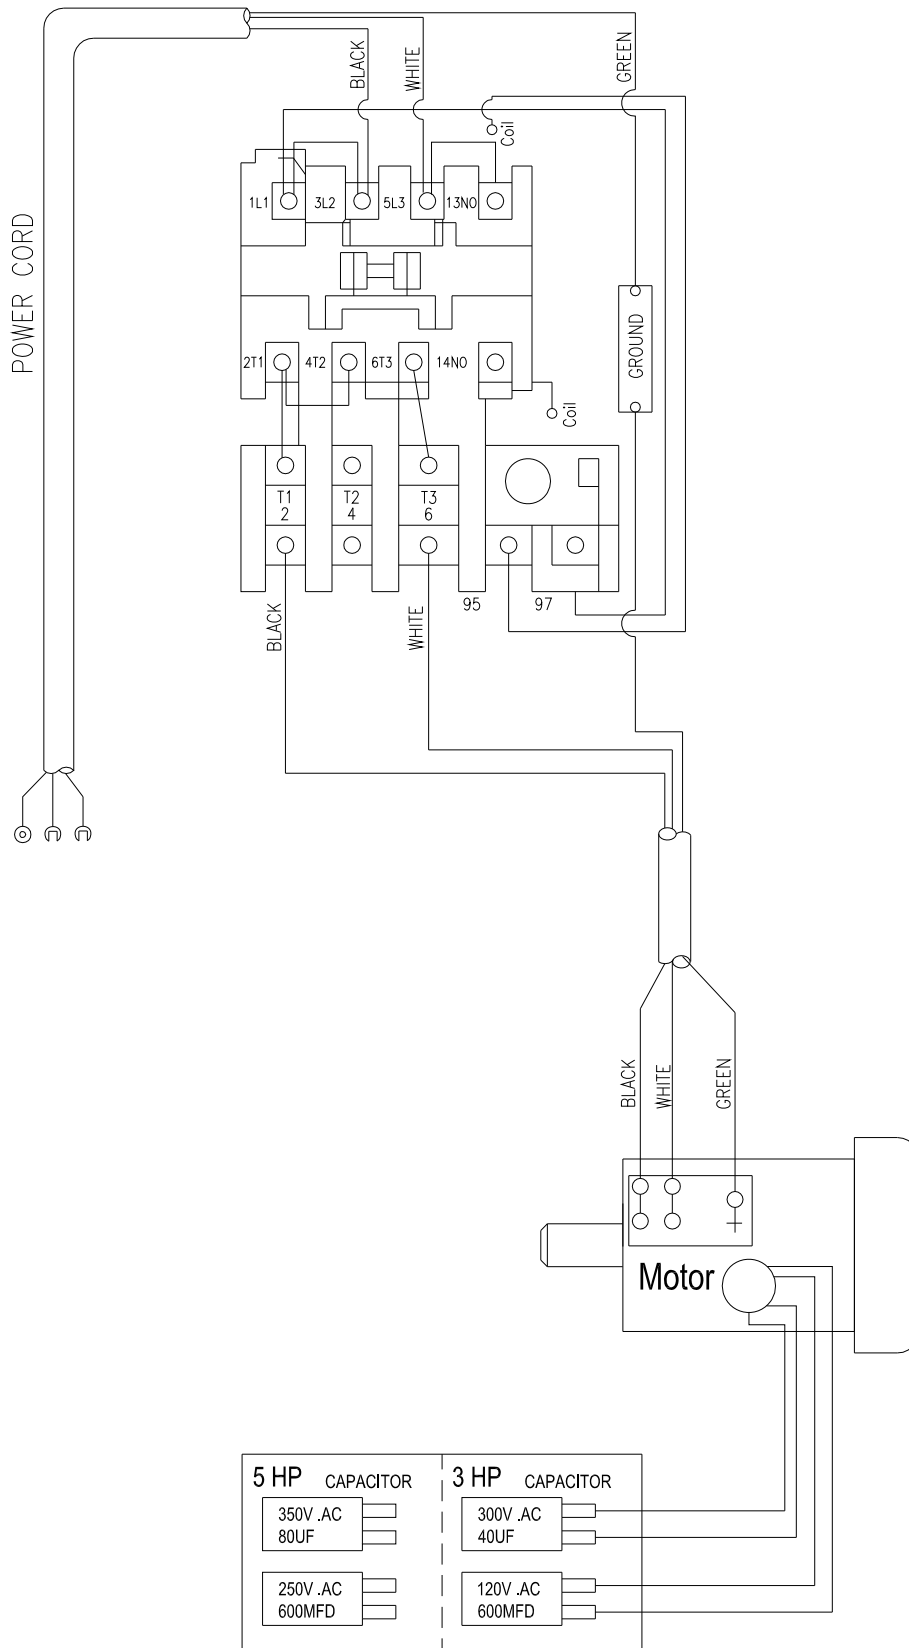 POWER CORD
BLACK
WHITE
GREEN
Coil
1L1
3L2
5L3
13NO
GROUND
2T1
4T2
6T3
14NO
Coil
T1
2
T2
4
T3
6
95
97
BLACK
WHITE
BLACK
WHITE
GREEN
Motor
5 HP CAPACITOR
350V .AC
80UF
250V .AC
600MFD
3 HP CAPACITOR
300V .AC
40UF
120V .AC
600MFD